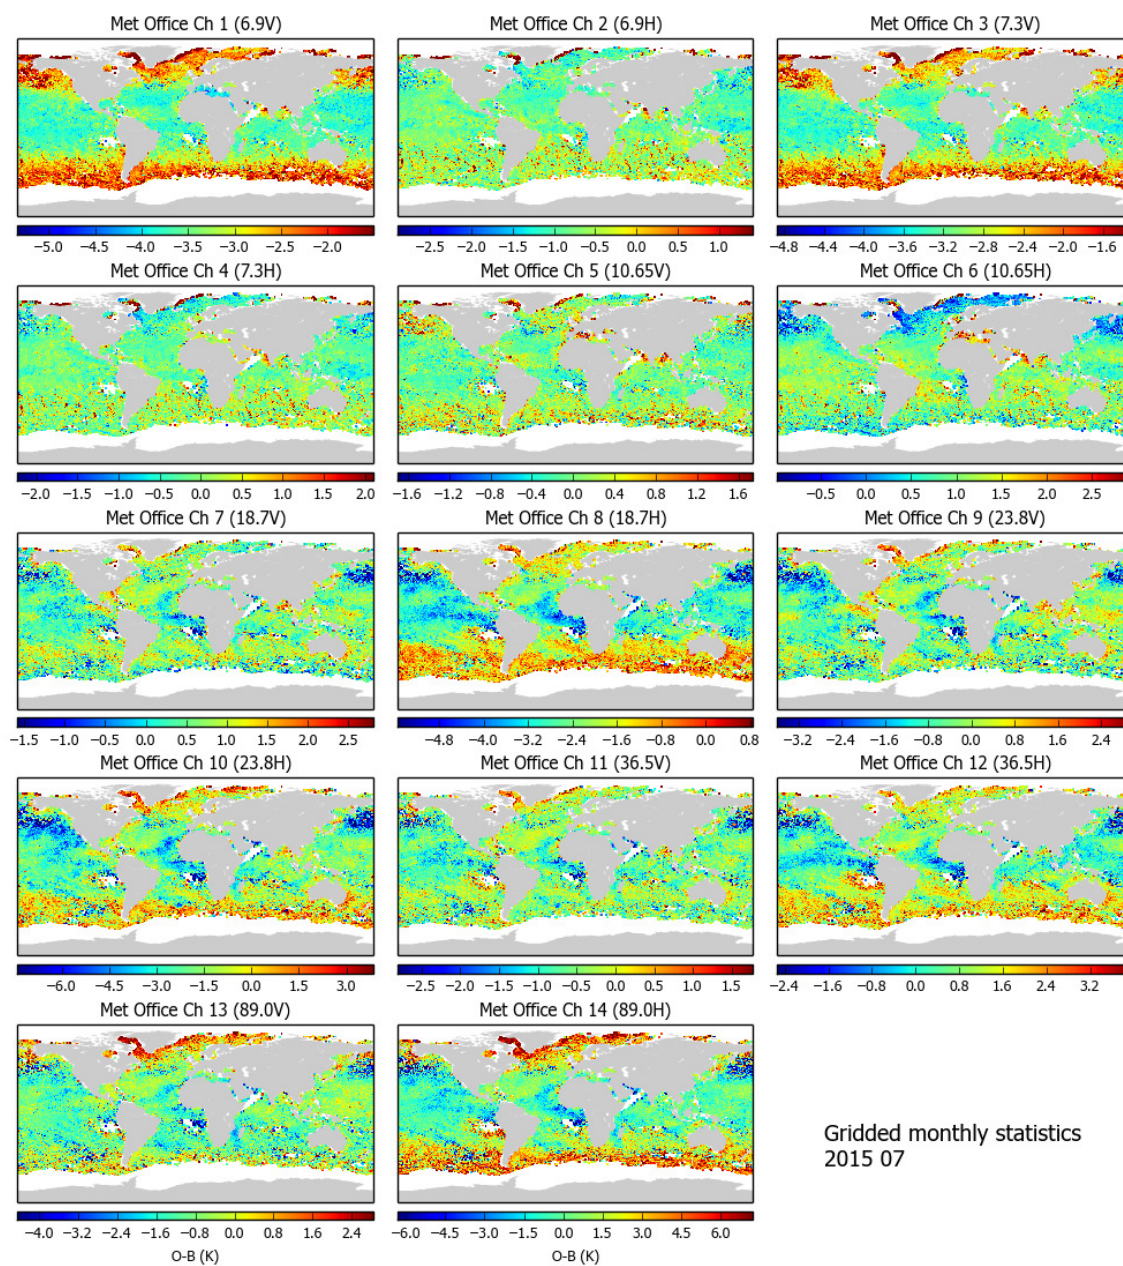 Met Office Ch 1 (6.9V) Met Office Ch 2 (6.9H) Met Office Ch 3 (7.3V)
−5.0 −4.5 −4.0 −3.5 −3.0 −2.5 −2.0 −2.5 −2.0 −1.5 −1.0 −0.5 0.0 0.5 1.0 −4.8 −4.4 −4.0 −3.6 −3.2 −2.8 −2.4 −2.0 −1.6
Met Office Ch 4 (7.3H) Met Office Ch 5 (10.65V) Met Office Ch 6 (10.65H)
−2.0 −1.5 −1.0 −0.5 0.0 0.5 1.0 1.5 2.0 −1.6 −1.2 −0.8 −0.4 0.0 0.4 0.8 1.2 1.6 −0.5 0.0 0.5 1.0 1.5 2.0 2.5
Met Office Ch 7 (18.7V) Met Office Ch 8 (18.7H) Met Office Ch 9 (23.8V)
−1.5 −1.0 −0.5 0.0 0.5 1.0 1.5 2.0 2.5 −4.8 −4.0 −3.2 −2.4 −1.6 −0.8 0.0 0.8 −3.2 −2.4 −1.6 −0.8 0.0 0.8 1.6 2.4
Met Office Ch 10 (23.8H) Met Office Ch 11 (36.5V) Met Office Ch 12 (36.5H)
−6.0 −4.5 −3.0 −1.5 0.0 1.5 3.0 −2.5 −2.0 −1.5 −1.0 −0.5 0.0 0.5 1.0 1.5 −2.4 −1.6 −0.8 0.0 0.8 1.6 2.4 3.2
Met Office Ch 13 (89.0V) Met Office Ch 14 (89.0H)
Gridded monthly statistics
2015 07
−4.0 −3.2 −2.4 −1.6 −0.8 0.0 0.8 1.6 2.4 −6.0 −4.5 −3.0 −1.5 0.0 1.5 3.0 4.5 6.0
O-B (K) O-B (K)